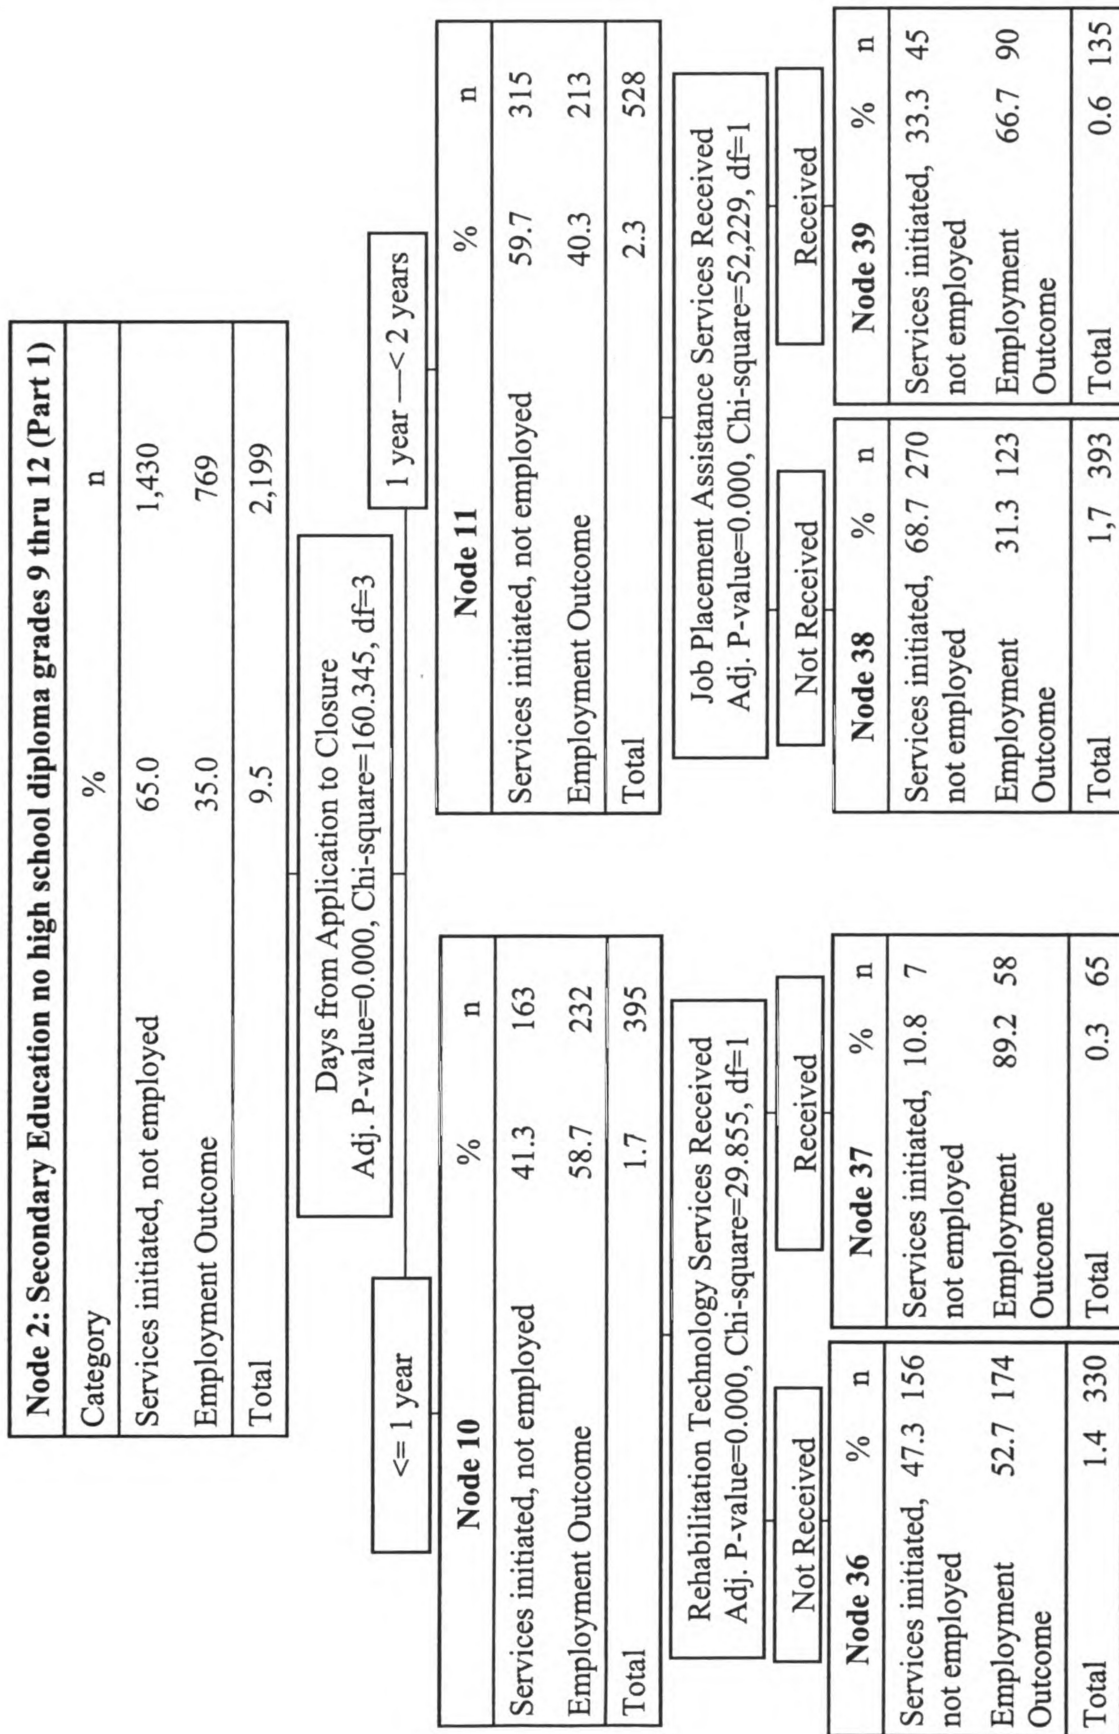 Node 2: Secondary Education no high school diploma grades 9 thru 12 (Part 1)
Category % n
Services initiated, not employed 65.0 1,430
Employment Outcome 35.0 769
Total 9.5 2,199
Days from Application to Closure
Adj. P-value=0.000, Chi-square=160.345, df=3
<= 1 year
1 year —< 2 years
Node 10 % n
Services initiated, not employed 41.3 163
Employment Outcome 58.7 232
Total 1.7 395
Node 11 % n
Services initiated, not employed 59.7 315
Employment Outcome 40.3 213
Total 2.3 528
Rehabilitation Technology Services Received
Adj. P-value=0.000, Chi-square=29.855, df=1
Job Placement Assistance Services Received
Adj. P-value=0.000, Chi-square=52,229, df=1
Not Received
Received
Not Received
Received
Node 36 % n
Services initiated, 47.3 156
not employed
Employment 52.7 174
Outcome
Total 1.4 330
Node 37 % n
Services initiated, 10.8 7
not employed
Employment 89.2 58
Outcome
Total 0.3 65
Node 38 % n
Services initiated, 68.7 270
not employed
Employment 31.3 123
Outcome
Total 1,7 393
Node 39 % n
Services initiated, 33.3 45
not employed
Employment 66.7 90
Outcome
Total 0.6 135